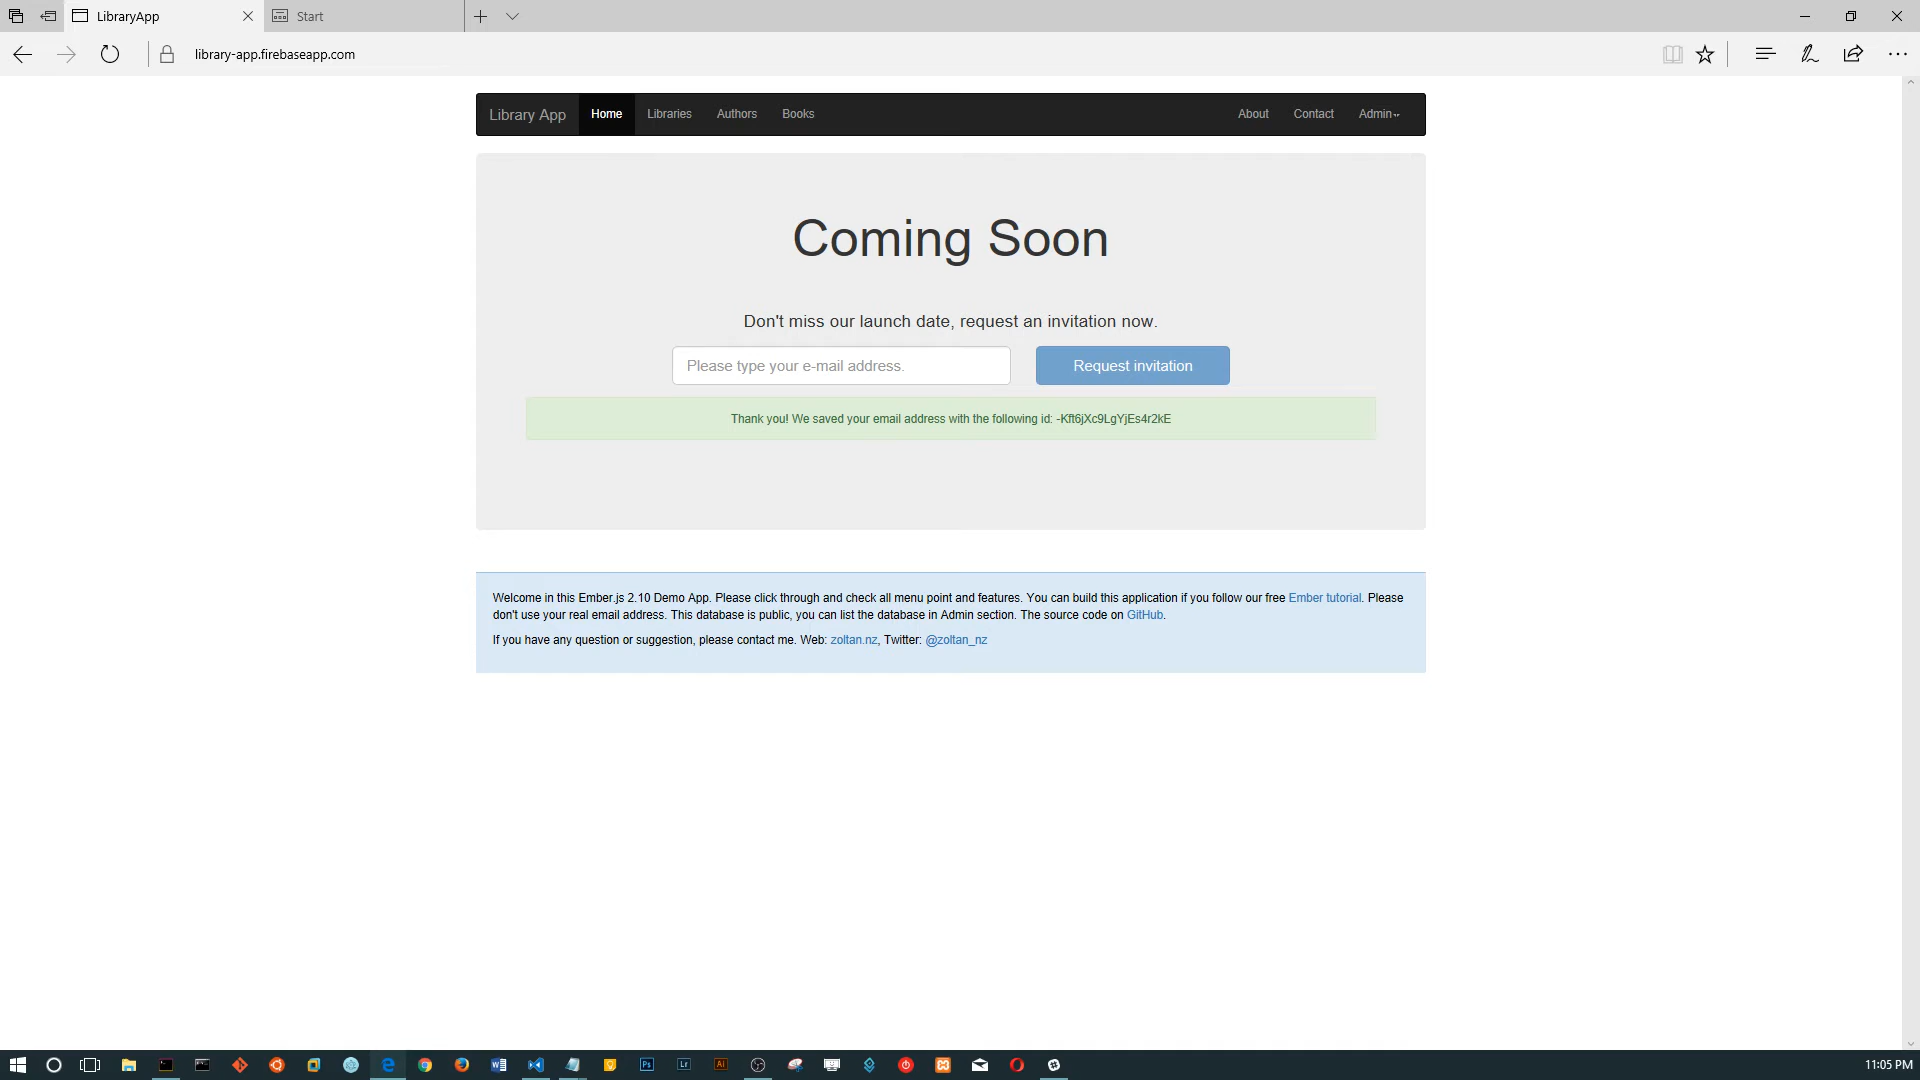 LibraryApp
Start
library-app.firebaseapp.com
Library App Home Libraries Authors Books About Contact Admin
Coming Soon
Don't miss our launch date, request an invitation now.
Please type your e-mail address. Request invitation
Thank you! We saved your email address with the following id: -Kft6jXc9LgYjEs4r2kE
Welcome in this Ember.js 2.10 Demo App. Please click through and check all menu point and features. You can build this application if you follow our free Ember tutorial. Please
don't use your real email address. This database is public, you can list the database in Admin section. The source code on GitHub.
If you have any question or suggestion, please contact me. Web: zoltan.nz, Twitter: @zoltan_nz
Ps Lr Ai
11:05 PM